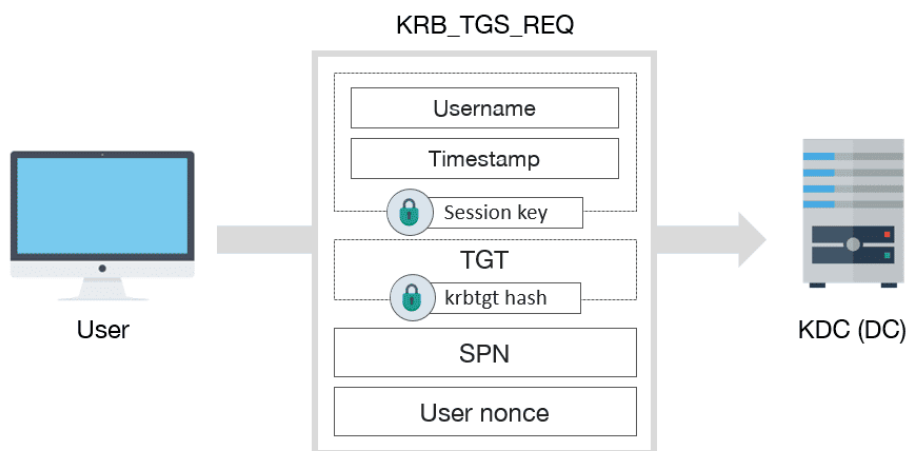 KRB_TGS_REQ
Username
Timestamp
Session key
TGT
krbtgt hash
SPN
User nonce
User
KDC (DC)